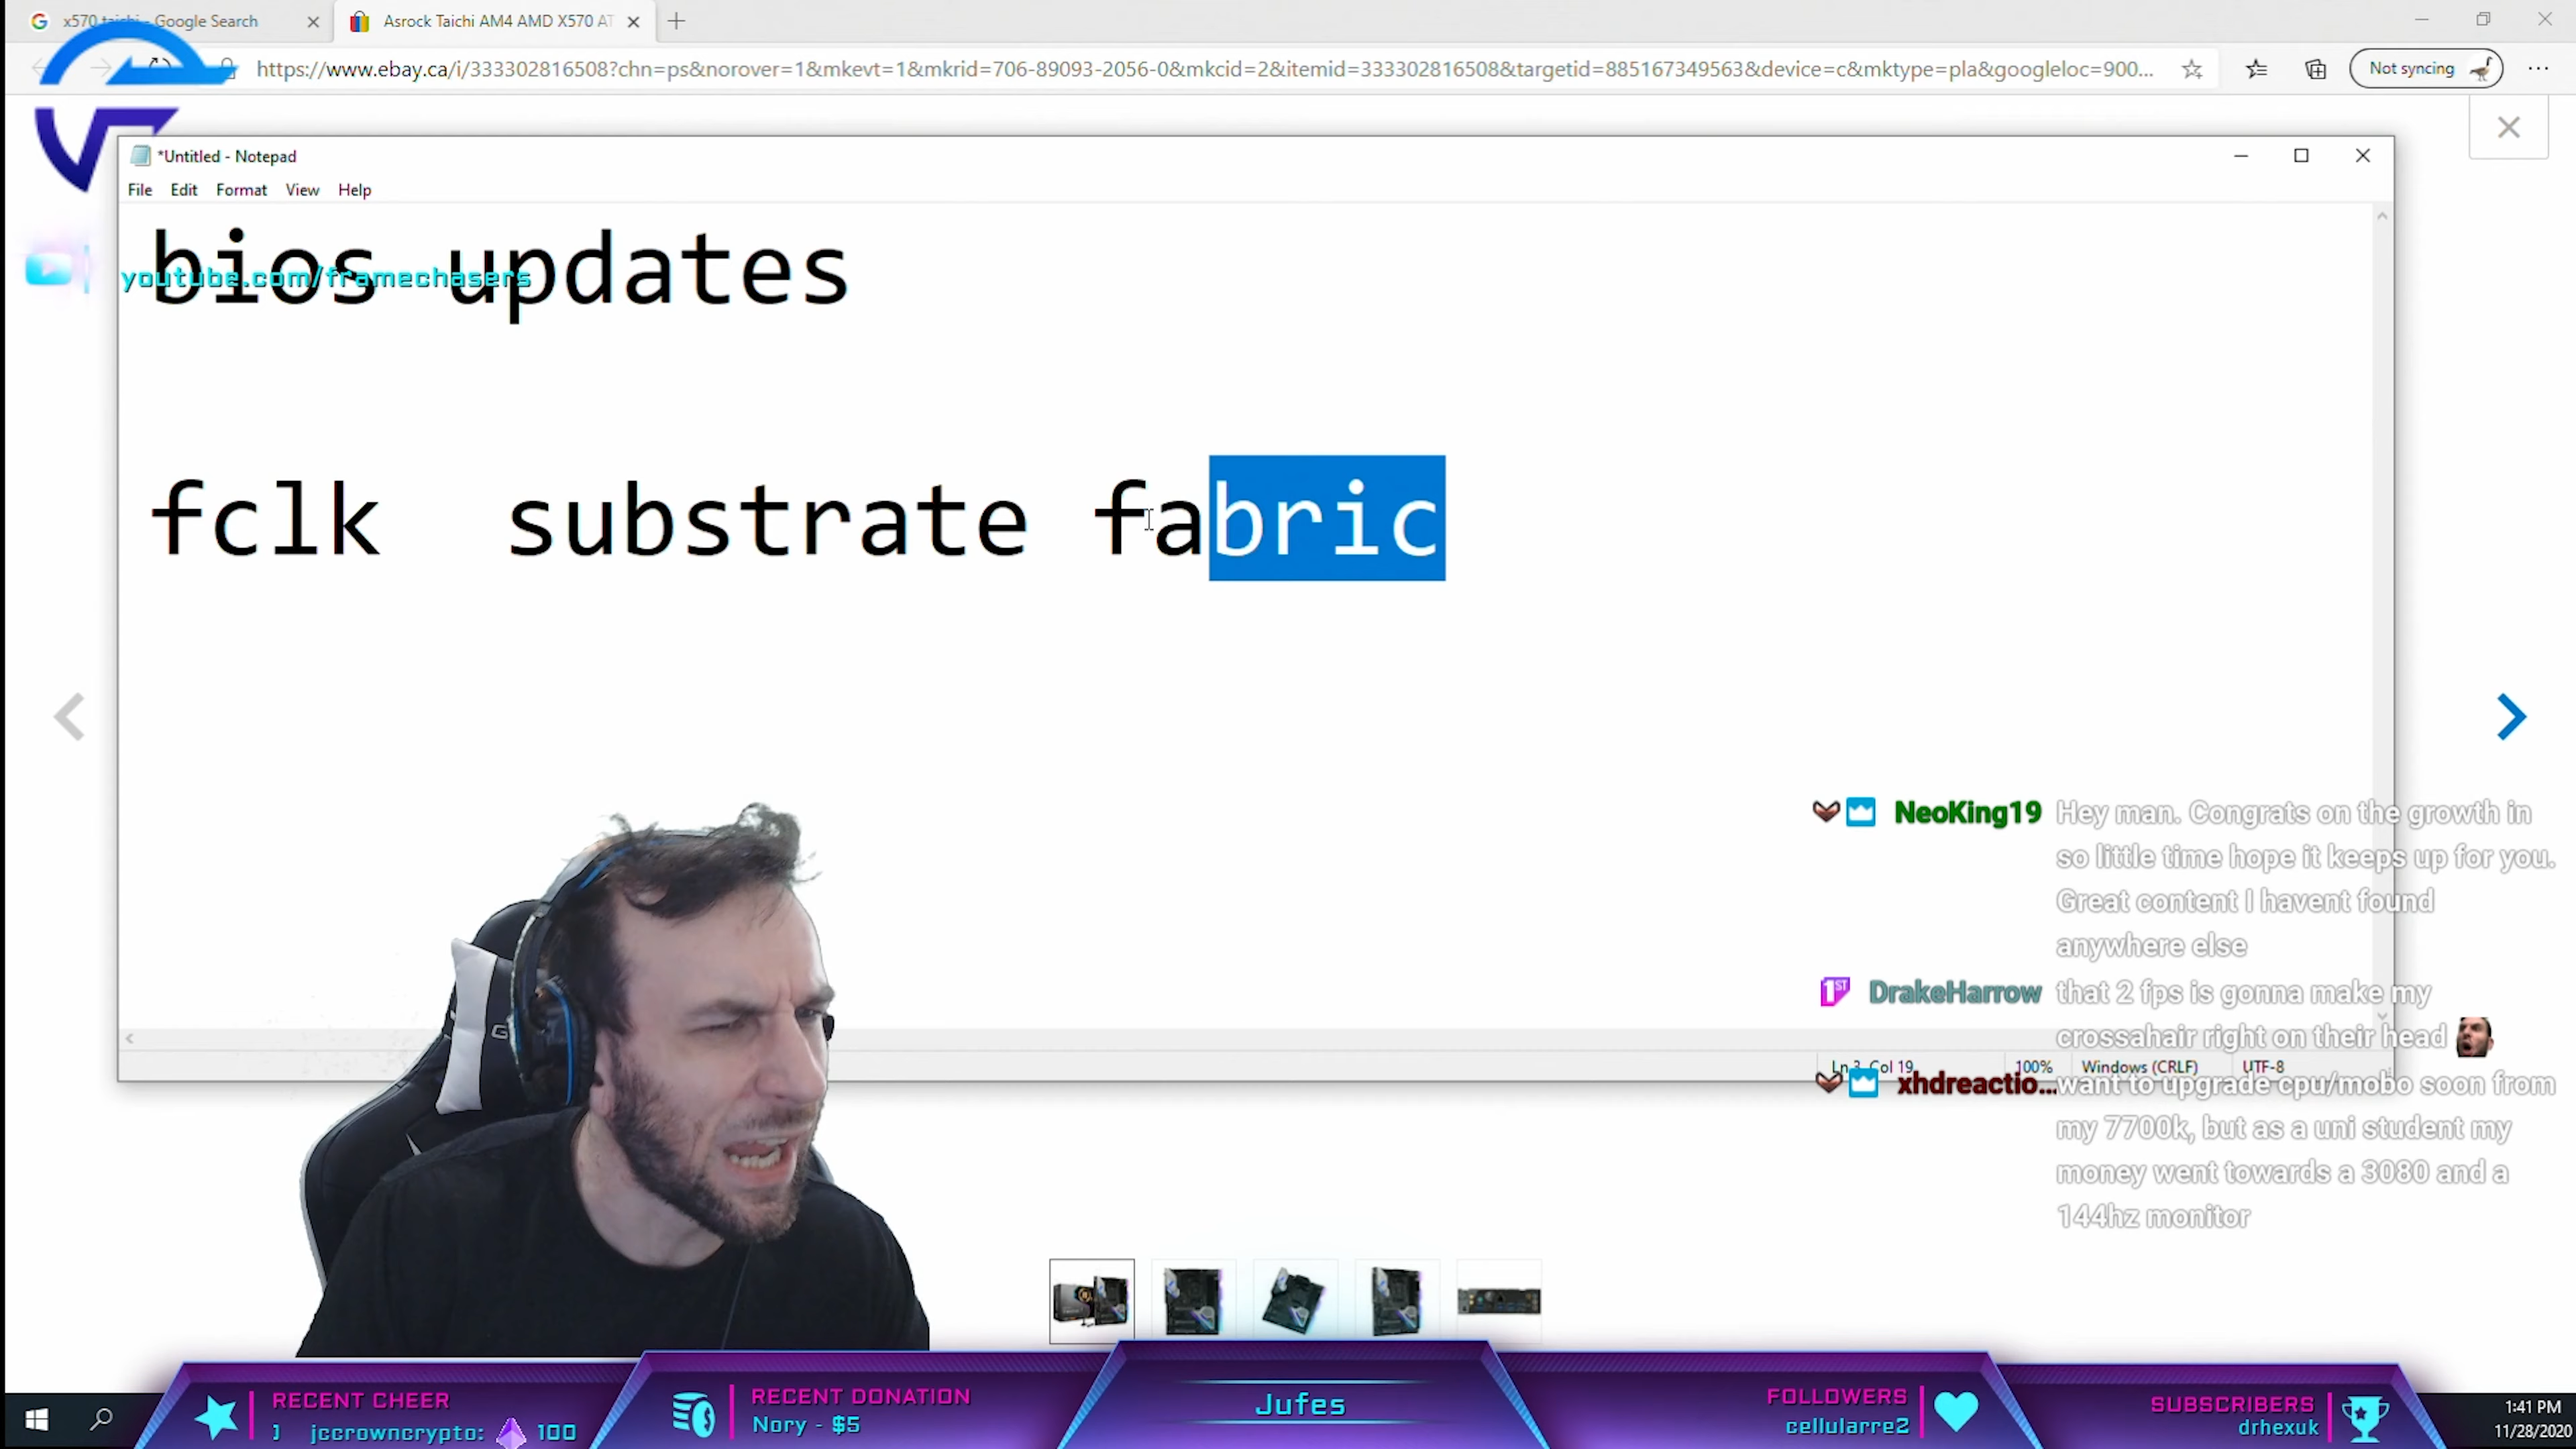 x570 taichi - Google Search
Asrock Taichi AM4 AMD X570 AT
https://www.ebay.ca/i/333302816508?chn=ps&norover=1&mkevt=1&mkrid=706-89093-2056-0&mkcid=2&itemid=333302816508&targetid=885167349563&device=c&mktype=pla&googleloc=900...
Not syncing
*Untitled - Notepad
File Edit Format View Help
bios updates
youtube.com/framechasers
fclk  substrate fabric
NeoKing19 Hey man. Congrats on the growth in
so little time hope it keeps up for you.
Great content I havent found
anywhere else
1ST DrakeHarrow that 2 fps is gonna make my
crossahair right on their head
Ln 3, Col 19 100% Windows (CRLF) UTF-8
xhdreactio... want to upgrade cpu/mobo soon from
my 7700k, but as a uni student my
money went towards a 3080 and a
144hz monitor
RECENT CHEER
jccrowncrypto: 100
RECENT DONATION
Nory - $5
Jufes
FOLLOWERS
cellularre2
SUBSCRIBERS
drhexuk
1:41 PM
11/28/2020